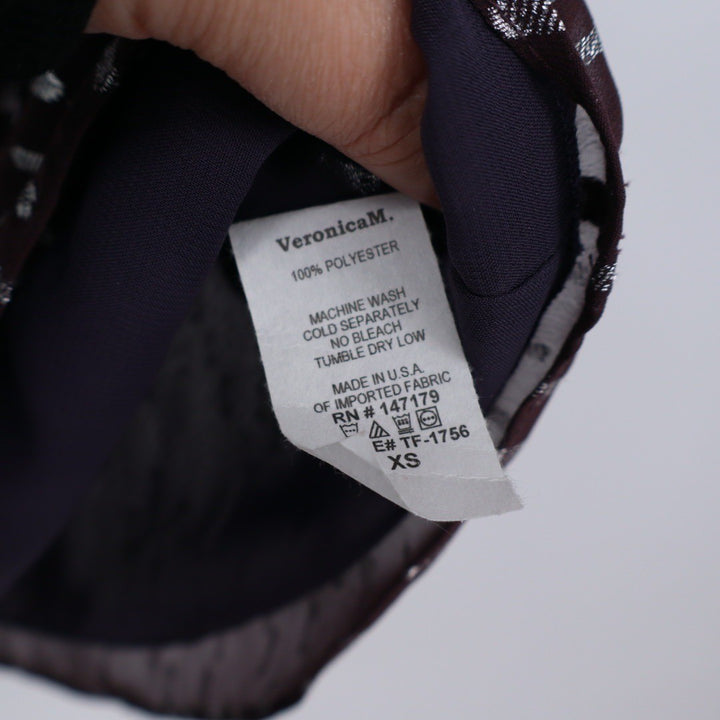 VeronicaM.
100% POLYESTER
MACHINE WASH
COLD SEPARATELY
NO BLEACH
TUMBLE DRY LOW
MADE IN U.S.A.
OF IMPORTED FABRIC
RN # 147179
E# TF-1756
XS